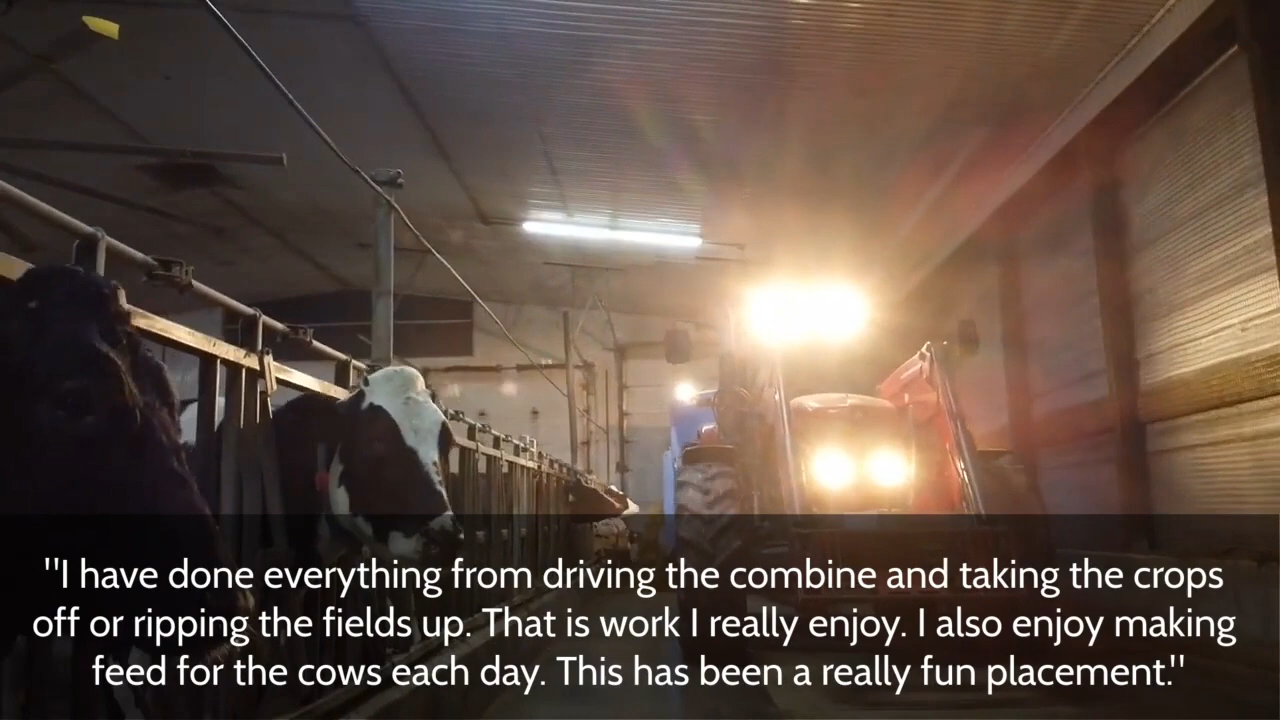 "I have done everything from driving the combine and taking the crops
off or ripping the fields up. That is work I really enjoy. I also enjoy making
feed for the cows each day. This has been a really fun placement."